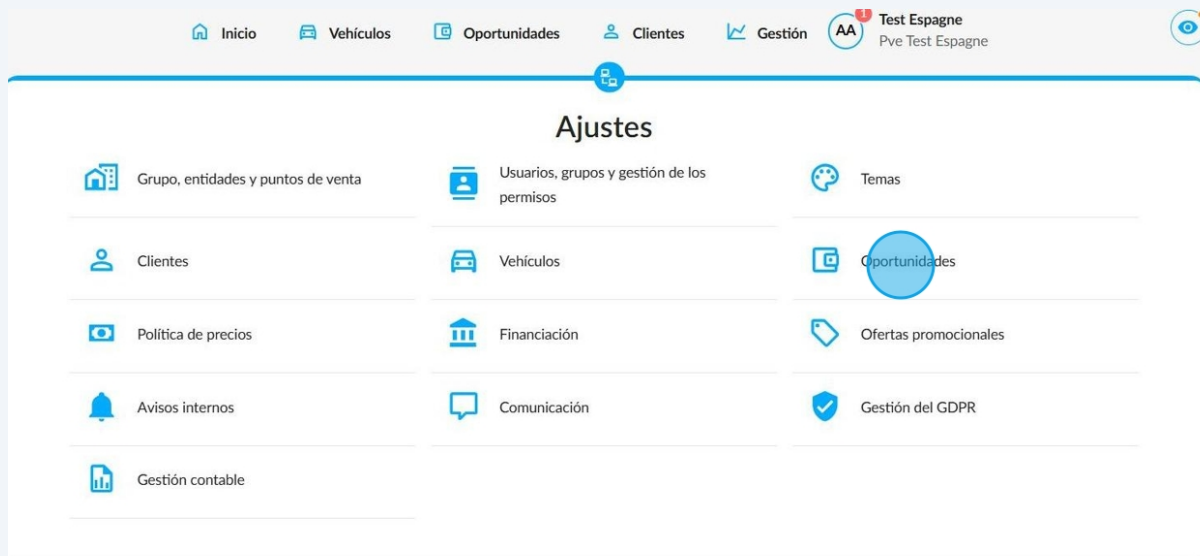 Inicio
Vehículos
Oportunidades
Clientes
Gestión
AA
1
Test Espagne
Pve Test Espagne
Ajustes
Grupo, entidades y puntos de venta
Usuarios, grupos y gestión de los
permisos
Temas
Clientes
Vehículos
Oportunidades
Política de precios
Financiación
Ofertas promocionales
Avisos internos
Comunicación
Gestión del GDPR
Gestión contable